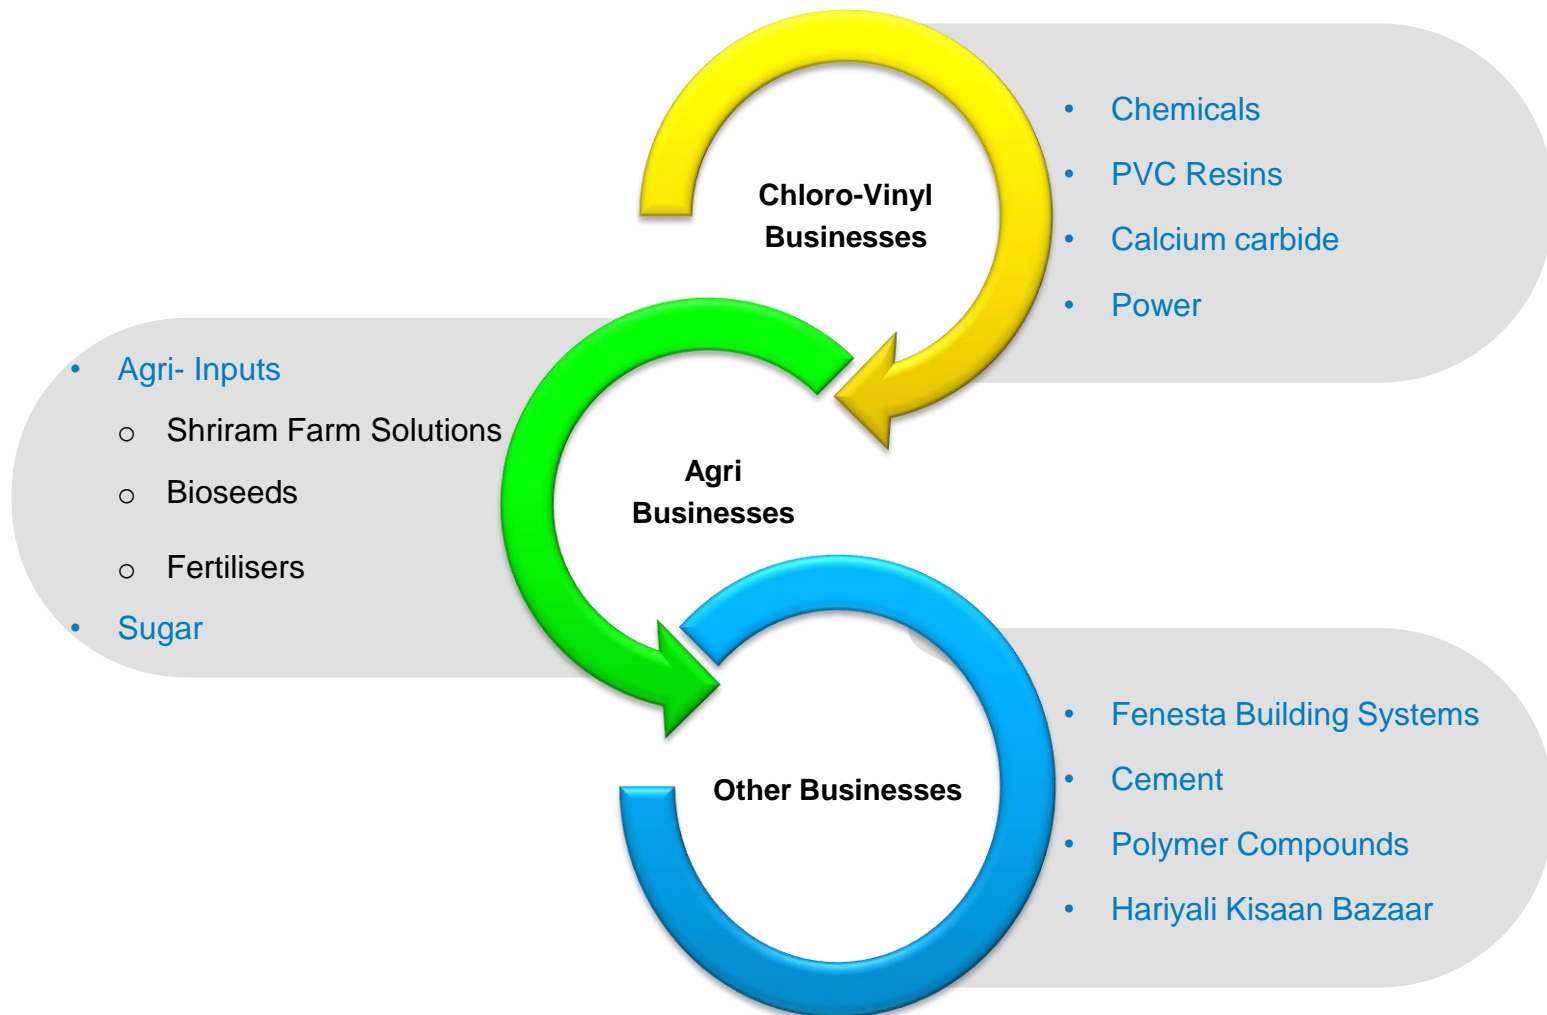 Chloro-Vinyl
Businesses
• Chemicals
• PVC Resins
• Calcium carbide
• Power
• Agri- Inputs
o Shriram Farm Solutions
o Bioseeds
o Fertilisers
• Sugar
Agri
Businesses
Other Businesses
• Fenesta Building Systems
• Cement
• Polymer Compounds
• Hariyali Kisaan Bazaar